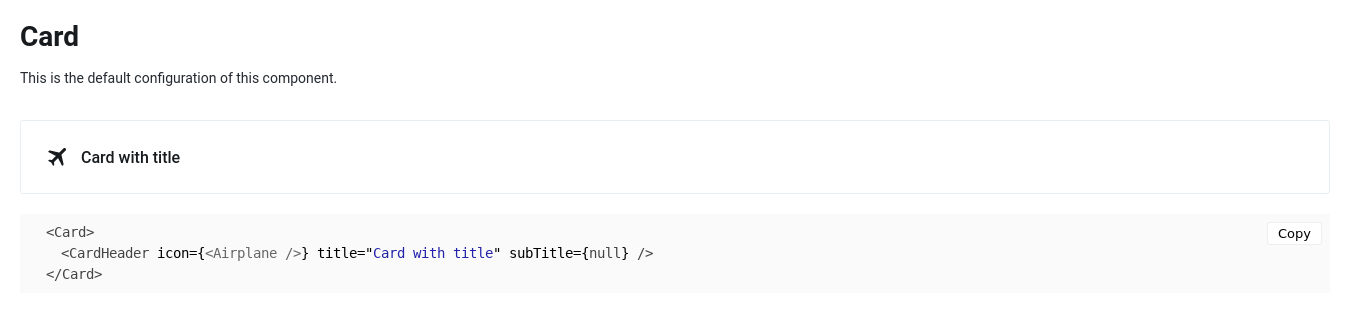 Card
This is the default configuration of this component.
Card with title
<Card>
<CardHeader icon={<Airplane />} title="Card with title" subTitle={null} />
</Card>
Copy